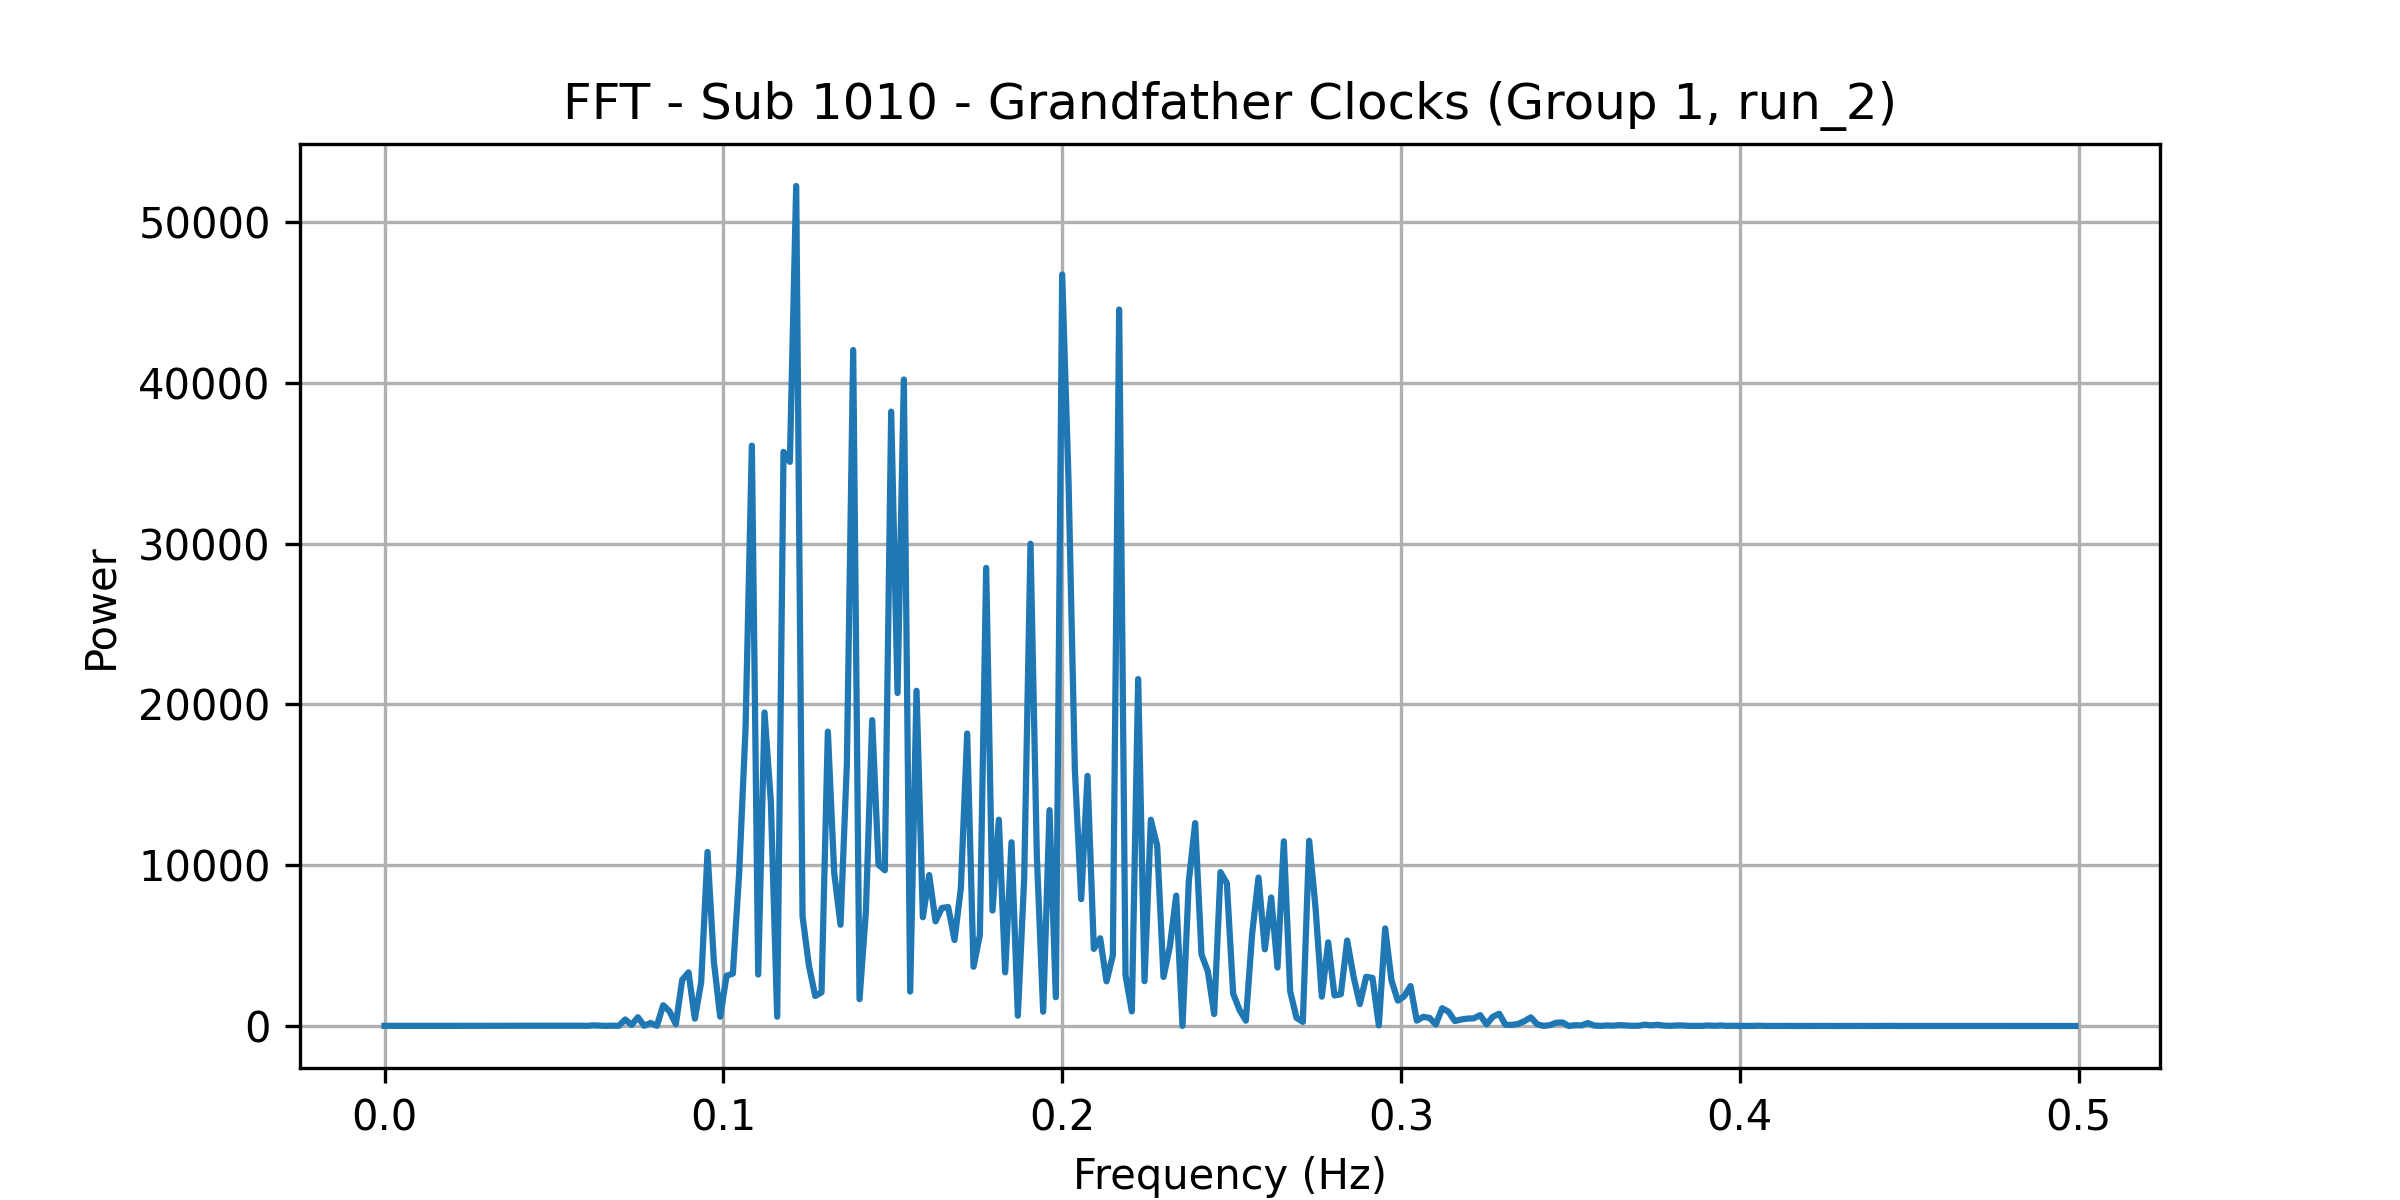 FFT - Sub 1010 - Grandfather Clocks (Group 1, run_2)
50000
40000
30000
20000
10000
0
Power
0.0 0.1 0.2 0.3 0.4 0.5
Frequency (Hz)